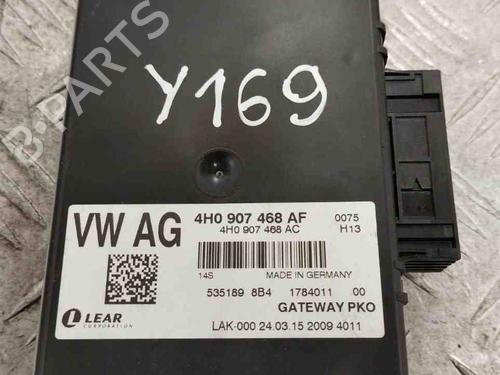 B-PARTS
Y169
VW AG
4H0 907 468 AF 0075
4H0 907 468 AC H13
14S MADE IN GERMANY
535189 8B4 1784011 00
GATEWAY PKO
LEAR
CORPORATION
LAK-000 24.03.15 2009 4011